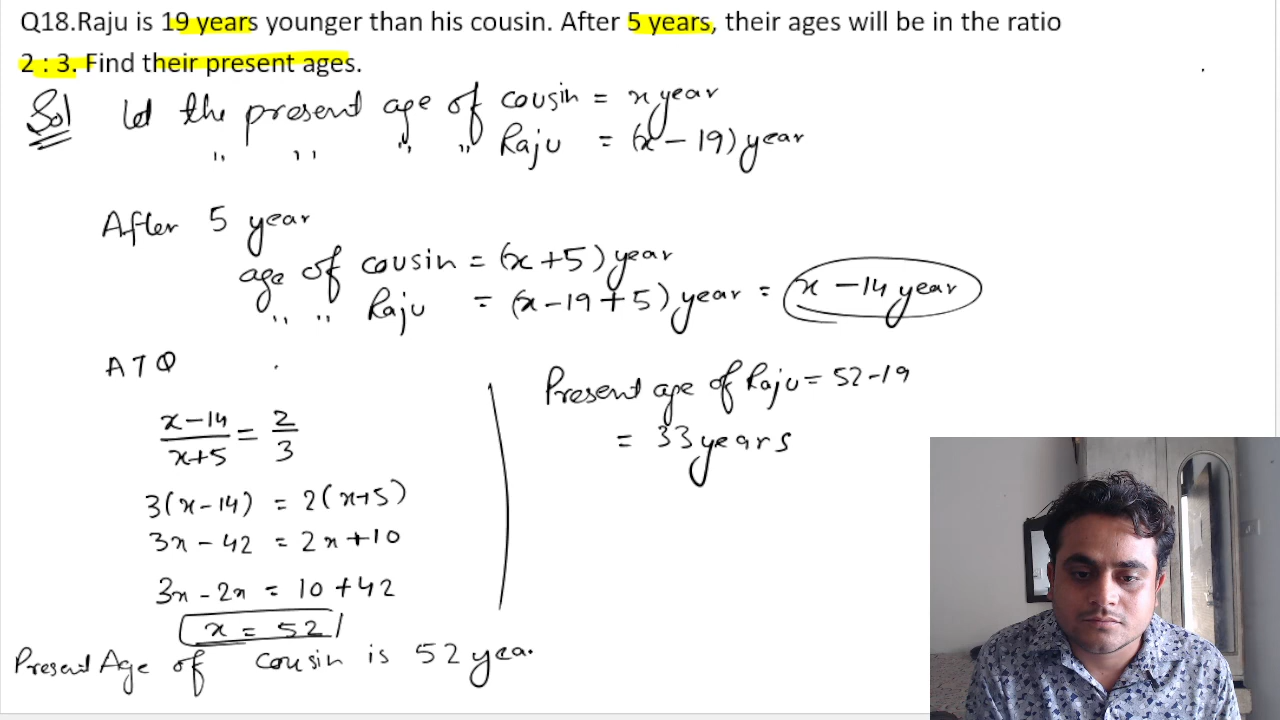 Q18.Raju is 19 years younger than his cousin. After 5 years, their ages will be in the ratio
2 : 3. Find their present ages.
Sol Let the present age of cousin = x year
" " " " Raju = (x - 19) year
After 5 year
age of cousin = (x + 5) year
" " Raju = (x - 19 + 5) year = x - 14 year
ATQ
x-14/x+5 = 2/3
3(x-14) = 2(x+5)
3x - 42 = 2x + 10
3x - 2x = 10 + 42
x = 52
Present Age of cousin is 52 yea.
Present age of Raju = 52-19
= 33 years